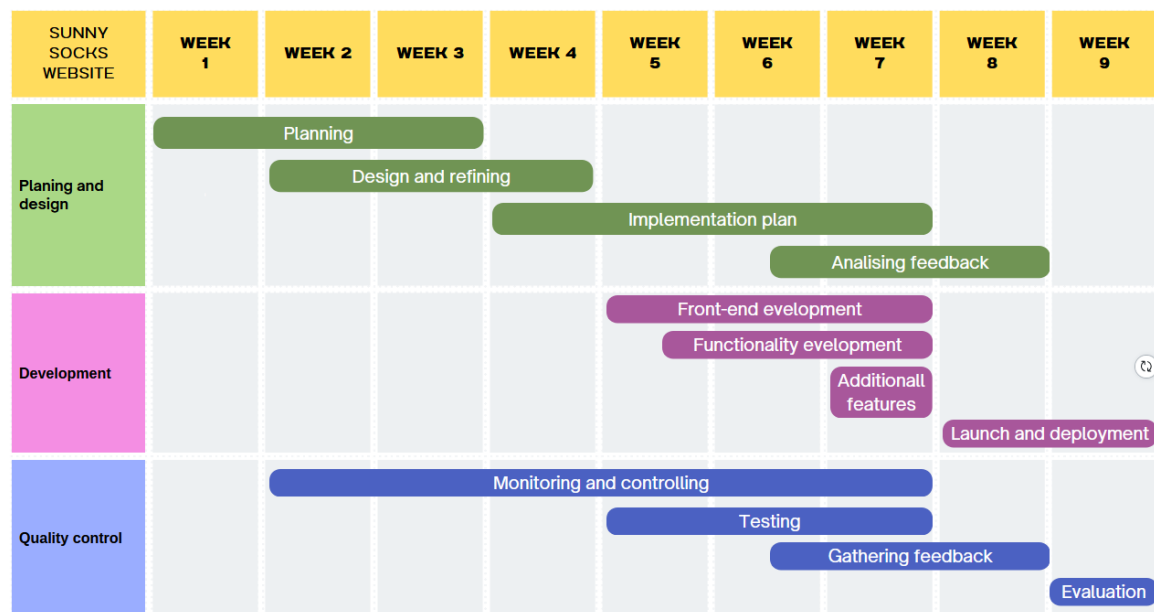 SUNNY
SOCKS
WEBSITE
WEEK
1
WEEK 2
WEEK 3
WEEK 4
WEEK
5
WEEK
6
WEEK
7
WEEK
8
WEEK
9
Planing and
design
Planning
Design and refining
Implementation plan
Analising feedback
Development
Front-end evelopment
Functionality evelopment
Additionall
features
Launch and deployment
Quality control
Monitoring and controlling
Testing
Gathering feedback
Evaluation